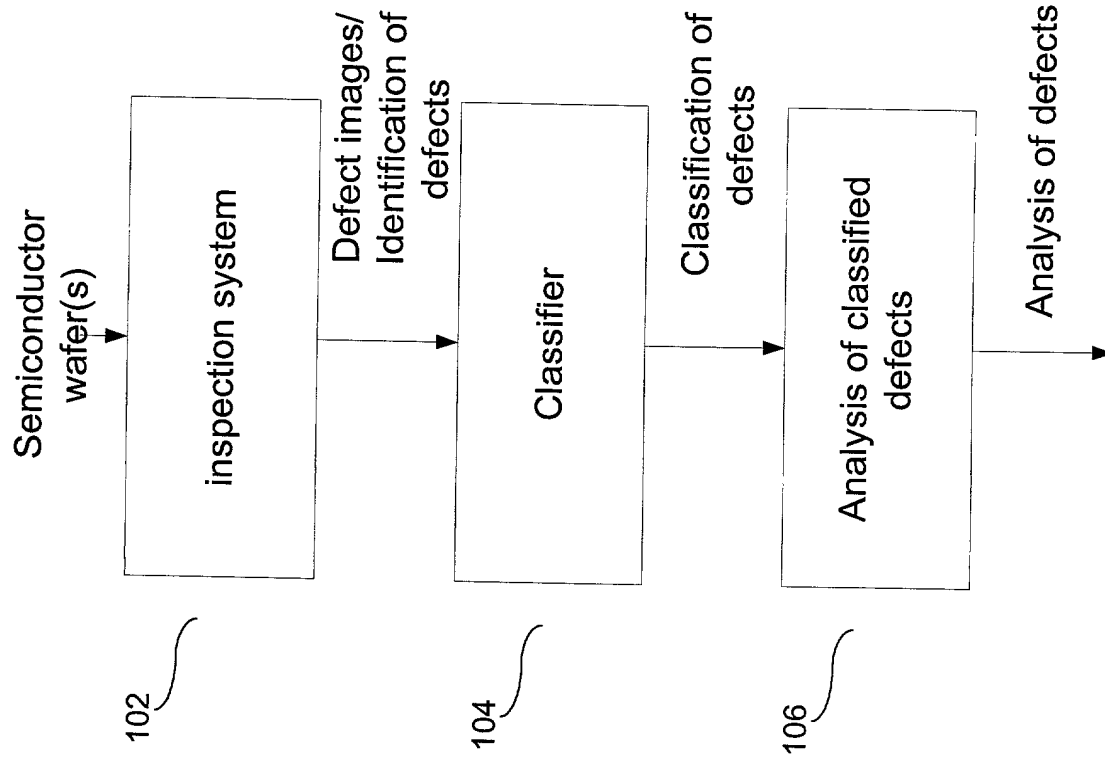 Semiconductor
wafer(s)
102
inspection system
Defect images/
Identification of
defects
104
Classifier
Classification of
defects
106
Analysis of classified
defects
Analysis of defects